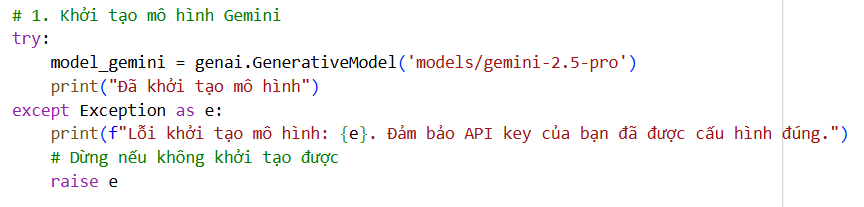 # 1. Khởi tạo mô hình Gemini
try:
    model_gemini = genai.GenerativeModel('models/gemini-2.5-pro')
    print("Đã khởi tạo mô hình")
except Exception as e:
    print(f"Lỗi khởi tạo mô hình: {e}. Đảm bảo API key của bạn đã được cấu hình đúng.")
    # Dừng nếu không khởi tạo được
    raise e